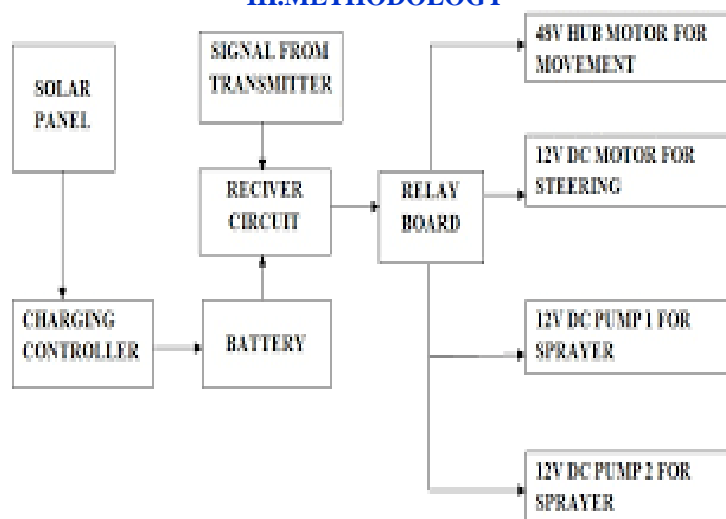 III.METHODOLOGY
SOLAR
PANEL
SIGNAL FROM
TRANSMITTER
48V HUB MOTOR FOR
MOVEMENT
12V DC MOTOR FOR
STEERING
RECIVER
CIRCUIT
RELAY
BOARD
CHARGING
CONTROLLER
BATTERY
12V DC PUMP 1 FOR
SPRAYER
12V DC PUMP 2 FOR
SPRAYER